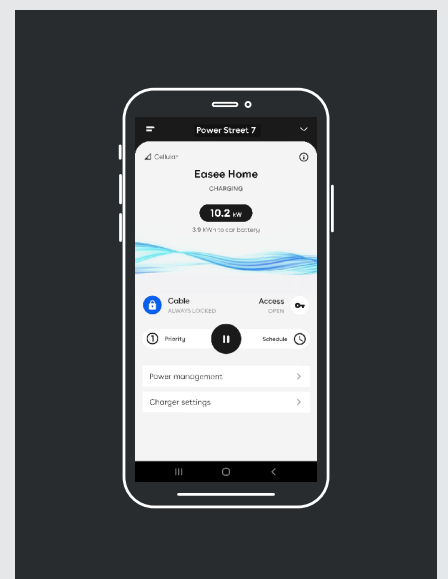 Power Street 7
Cellular
Easee Home
CHARGING
10.2 kW
3.9 kWh to car battery
Cable
ALWAYS LOCKED
Access
OPEN
1 Priority
Schedule
Power management
Charger settings